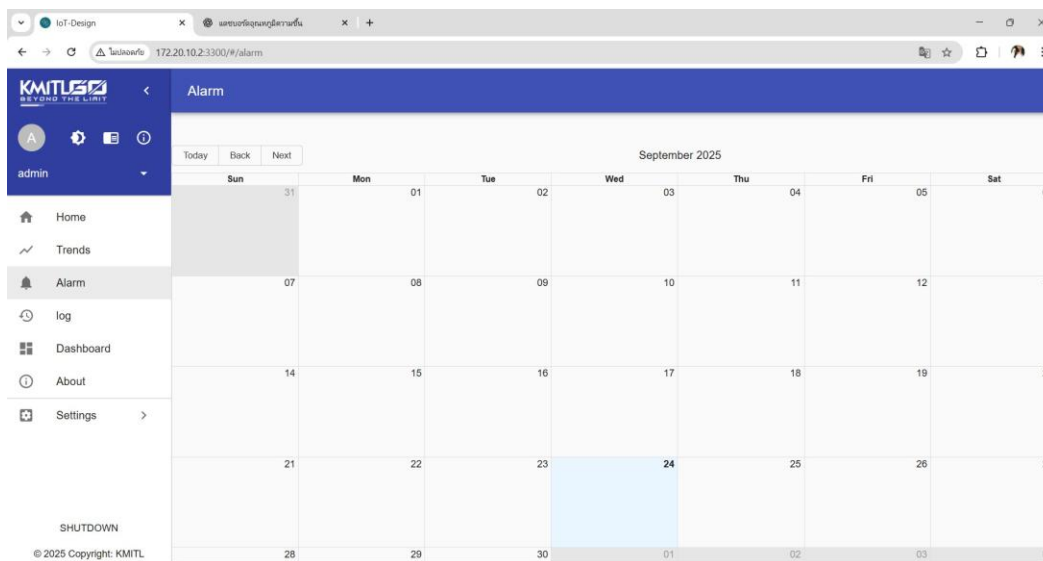 IoT-Design
แดชบอร์ดอุณหภูมิความชื้น
ไม่ปลอดภัย 172.20.10.2:3300/#/alarm
KMITLGO
BEYOND THE LIMIT
Alarm
A
admin
Today Back Next
September 2025
Sun Mon Tue Wed Thu Fri Sat
31 01 02 03 04 05
07 08 09 10 11 12
14 15 16 17 18 19
21 22 23 24 25 26
28 29 30 01 02 03
Home
Trends
Alarm
log
Dashboard
About
Settings
SHUTDOWN
© 2025 Copyright: KMITL